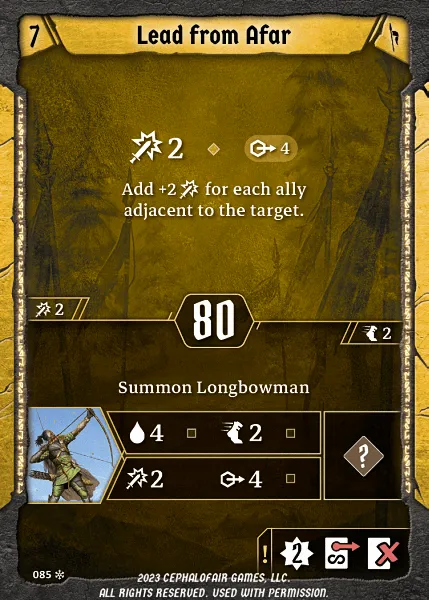 7
Lead from Afar
2
4
Add +2 for each ally
adjacent to the target.
2
80
2
Summon Longbowman
4
2
?
2
4
! 2
085
2023 CEPHALOFAIR GAMES, LLC.
ALL RIGHTS RESERVED. USED WITH PERMISSION.